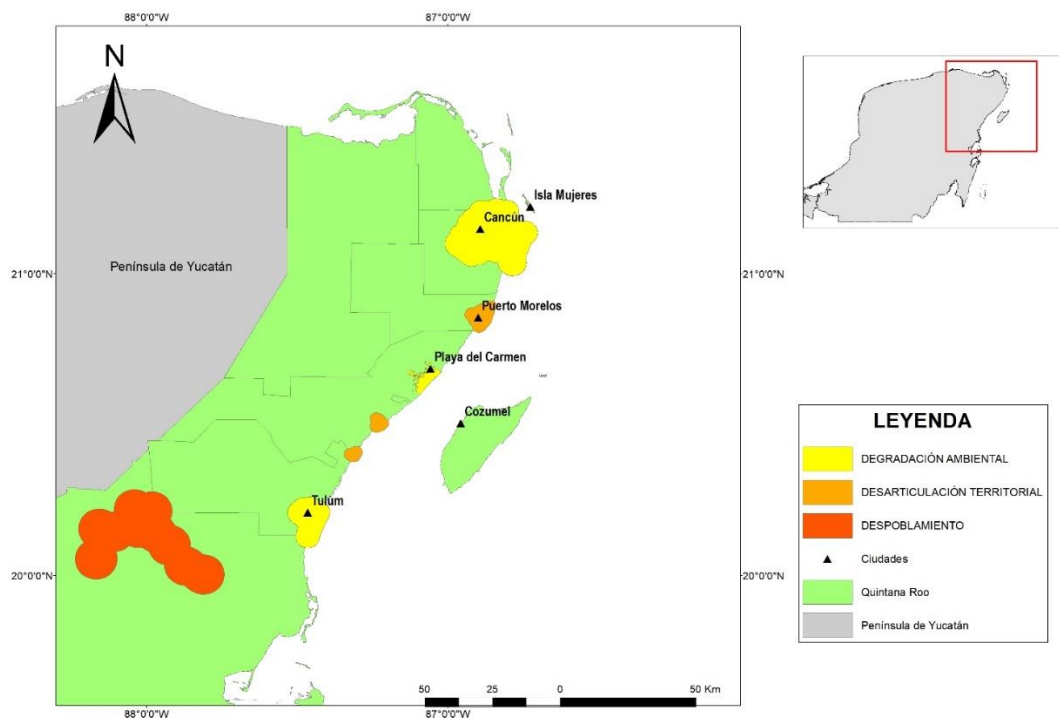 88°0'0"W
87°0'0"W
N
Isla Mujeres
Cancún
Península de Yucatán
21°0'0"N
21°0'0"N
Puerto Morelos
Playa del Carmen
Cozumel
Tulúm
20°0'0"N
20°0'0"N
50
25
0
50 Km
88°0'0"W
87°0'0"W
LEYENDA
DEGRADACIÓN AMBIENTAL
DESARTICULACIÓN TERRITORIAL
DESPOBLAMIENTO
Ciudades
Quintana Roo
Península de Yucatán